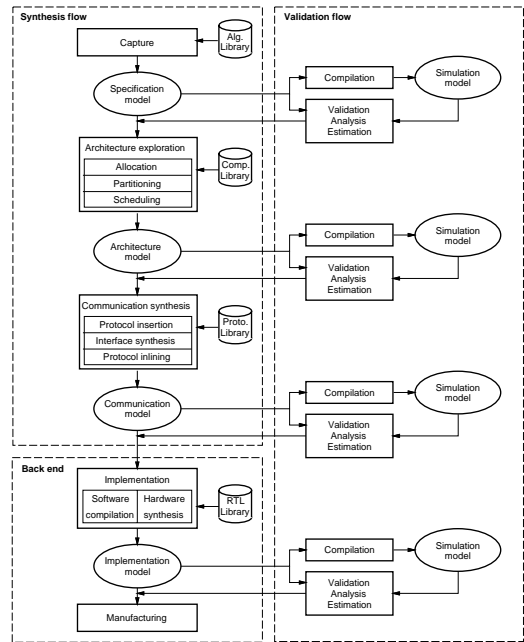 Synthesis flow
Validation flow
Capture
Alg.
Library
Specification
model
Compilation
Simulation
model
Validation
Analysis
Estimation
Architecture exploration
Allocation
Partitioning
Scheduling
Comp.
Library
Architecture
model
Compilation
Simulation
model
Validation
Analysis
Estimation
Communication synthesis
Protocol insertion
Interface synthesis
Protocol inlining
Proto.
Library
Communication
model
Compilation
Simulation
model
Validation
Analysis
Estimation
Back end
Implementation
Software
compilation
Hardware
synthesis
RTL
Library
Implementation
model
Compilation
Simulation
model
Validation
Analysis
Estimation
Manufacturing